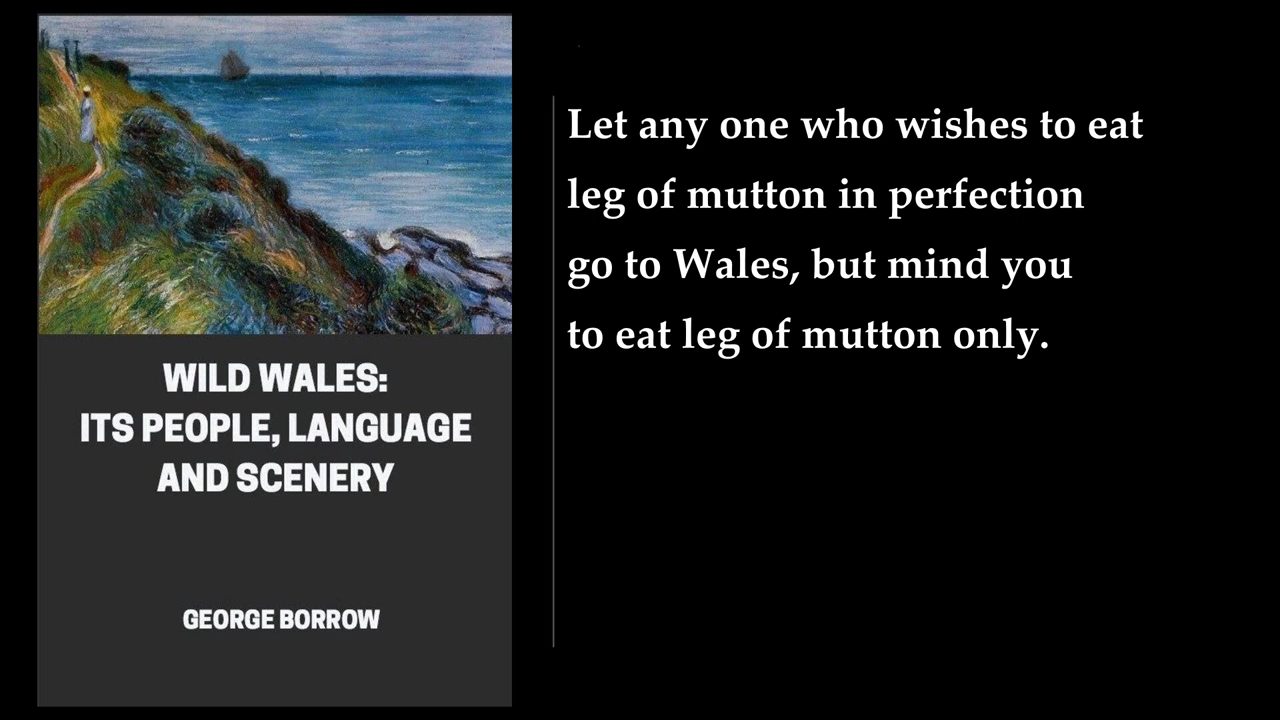 WILD WALES:
ITS PEOPLE, LANGUAGE
AND SCENERY
GEORGE BORROW
Let any one who wishes to eat
leg of mutton in perfection
go to Wales, but mind you
to eat leg of mutton only.